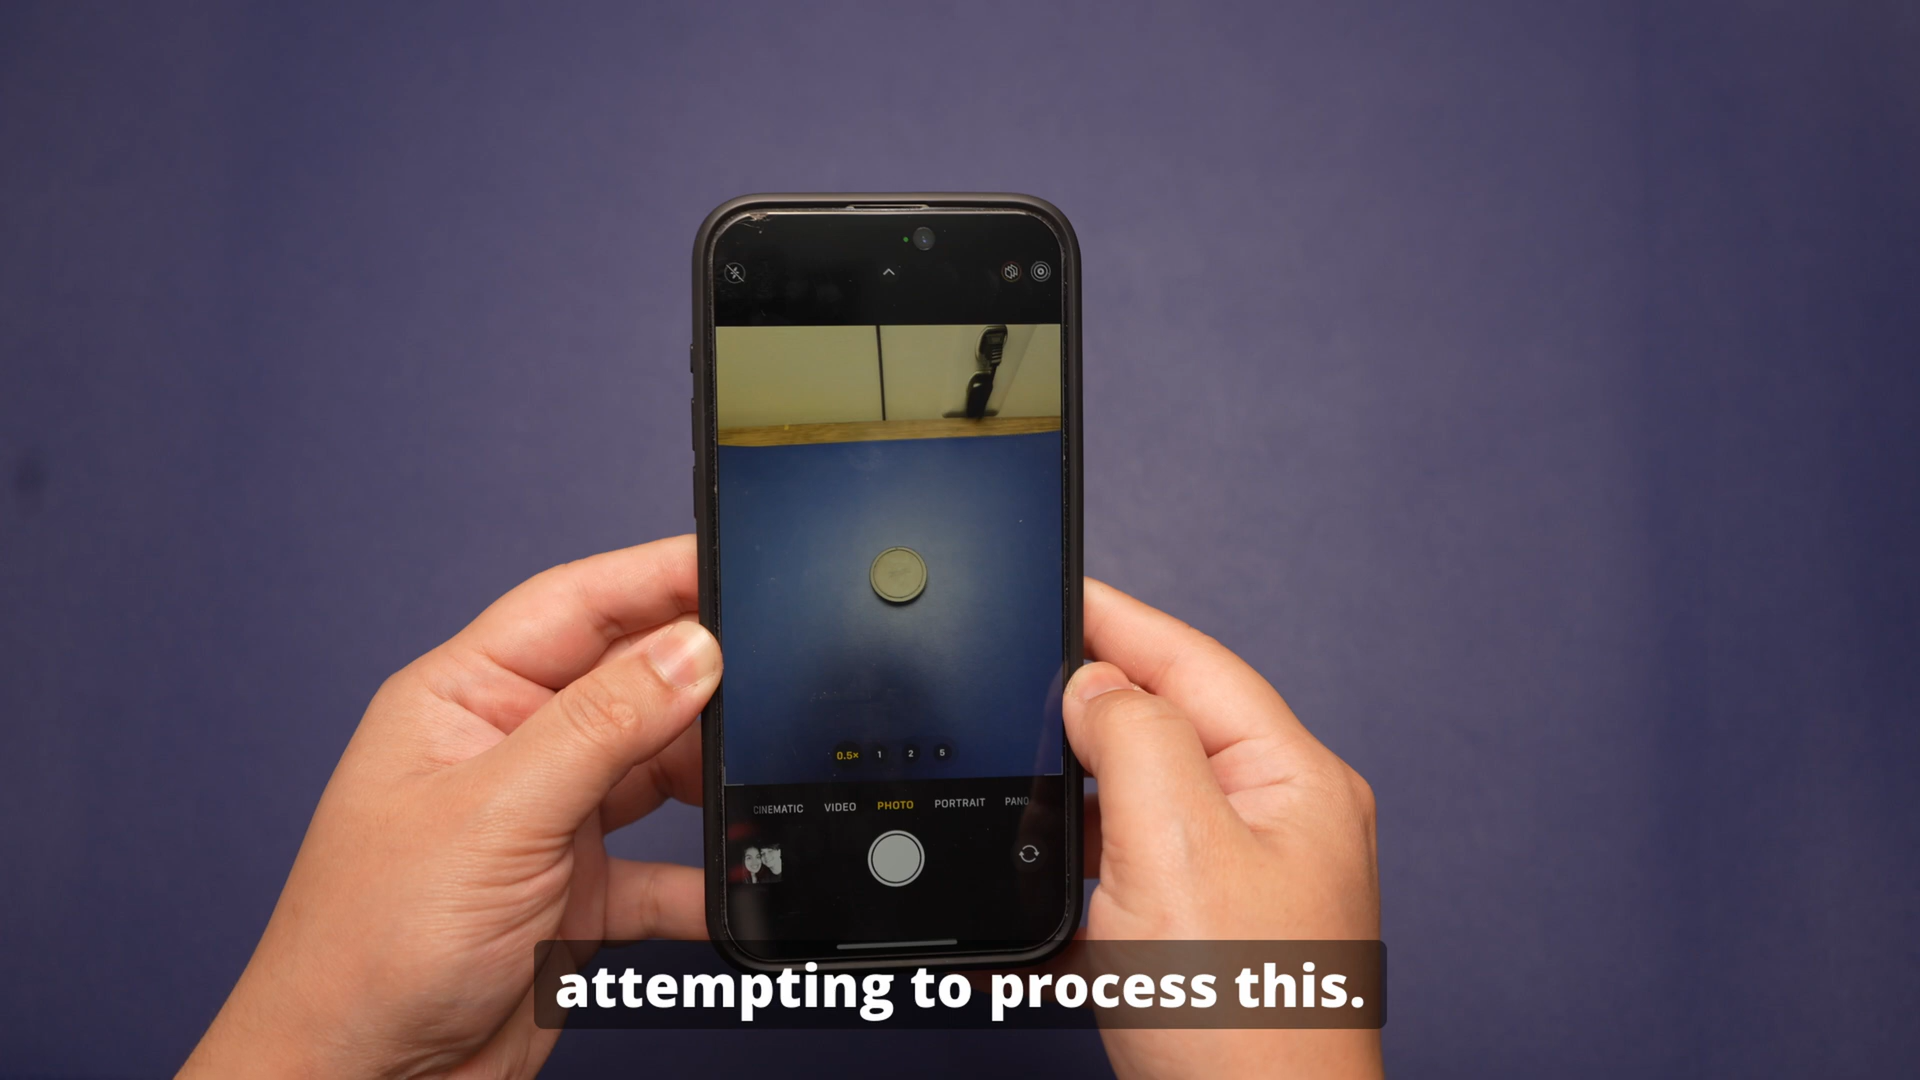 0.5× 1 2 5
CINEMATIC VIDEO PHOTO PORTRAIT PANO
attempting to process this.